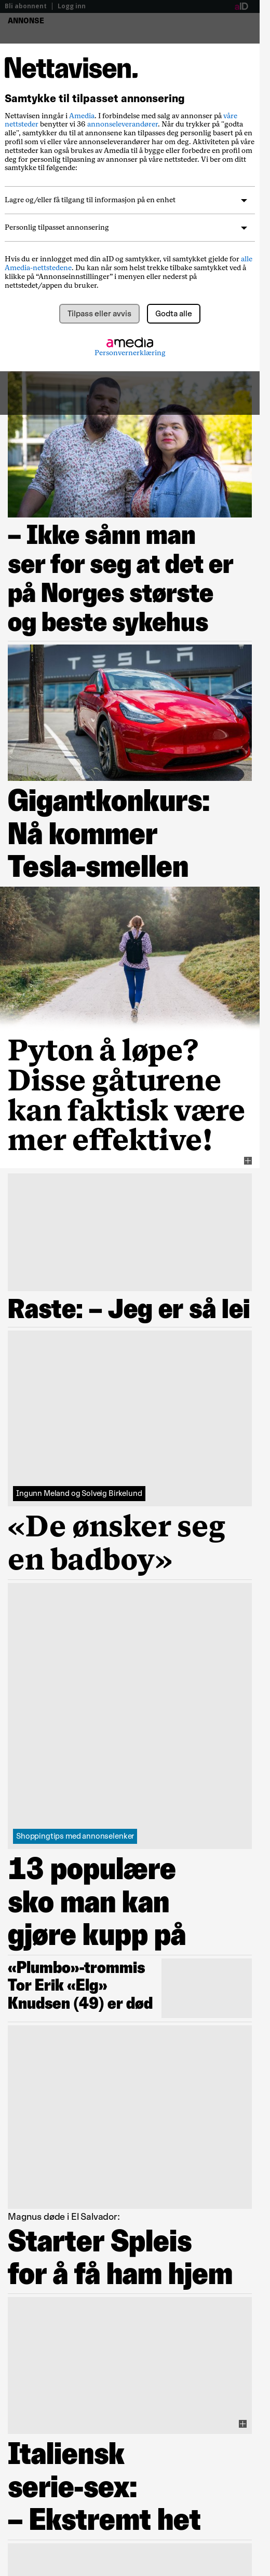 Bli abonnent | Logg inn
aID
ANNONSE
Nettavisen.
Samtykke til tilpasset annonsering
Nettavisen inngår i Amedia. I forbindelse med salg av annonser på våre
nettsteder benytter vi 36 annonseleverandører. Når du trykker på "godta
alle", samtykker du til at annonsører kan tilpasse deg personlig basert på en
profil som vi eller våre annonseleverandører har om deg. Aktiviteten på våre
nettsteder kan også brukes av Amedia til å bygge eller forbedre en profil om
deg for personlig tilpasning av annonser på våre nettsteder. Vi ber om ditt
samtykke til følgende:
Lagre og/eller få tilgang til informasjon på en enhet
Personlig tilpasset annonsering
Hvis du er innlogget med din aID og samtykker, vil samtykket gjelde for alle
Amedia-nettstedene. Du kan når som helst trekke tilbake samtykket ved å
klikke på “Annonseinnstillinger” i menyen eller nederst på
nettstedet/appen du bruker.
Tilpass eller avvis
Godta alle
amedia
Personvernerklæring
– Ikke sånn man
ser for seg at det er
på Norges største
og beste sykehus
TESLA
Gigantkonkurs:
Nå kommer
Tesla-smellen
Pyton å løpe?
Disse gåturene
kan faktisk være
mer effektive!
Raste: – Jeg er så lei
Ingunn Meland og Solveig Birkelund
«De ønsker seg
en badboy»
Shoppingtips med annonselenker
13 populære
sko man kan
gjøre kupp på
«Plumbo»-trommis
Tor Erik «Elg»
Knudsen (49) er død
Magnus døde i El Salvador:
Starter Spleis
for å få ham hjem
Italiensk
serie-sex:
– Ekstremt het